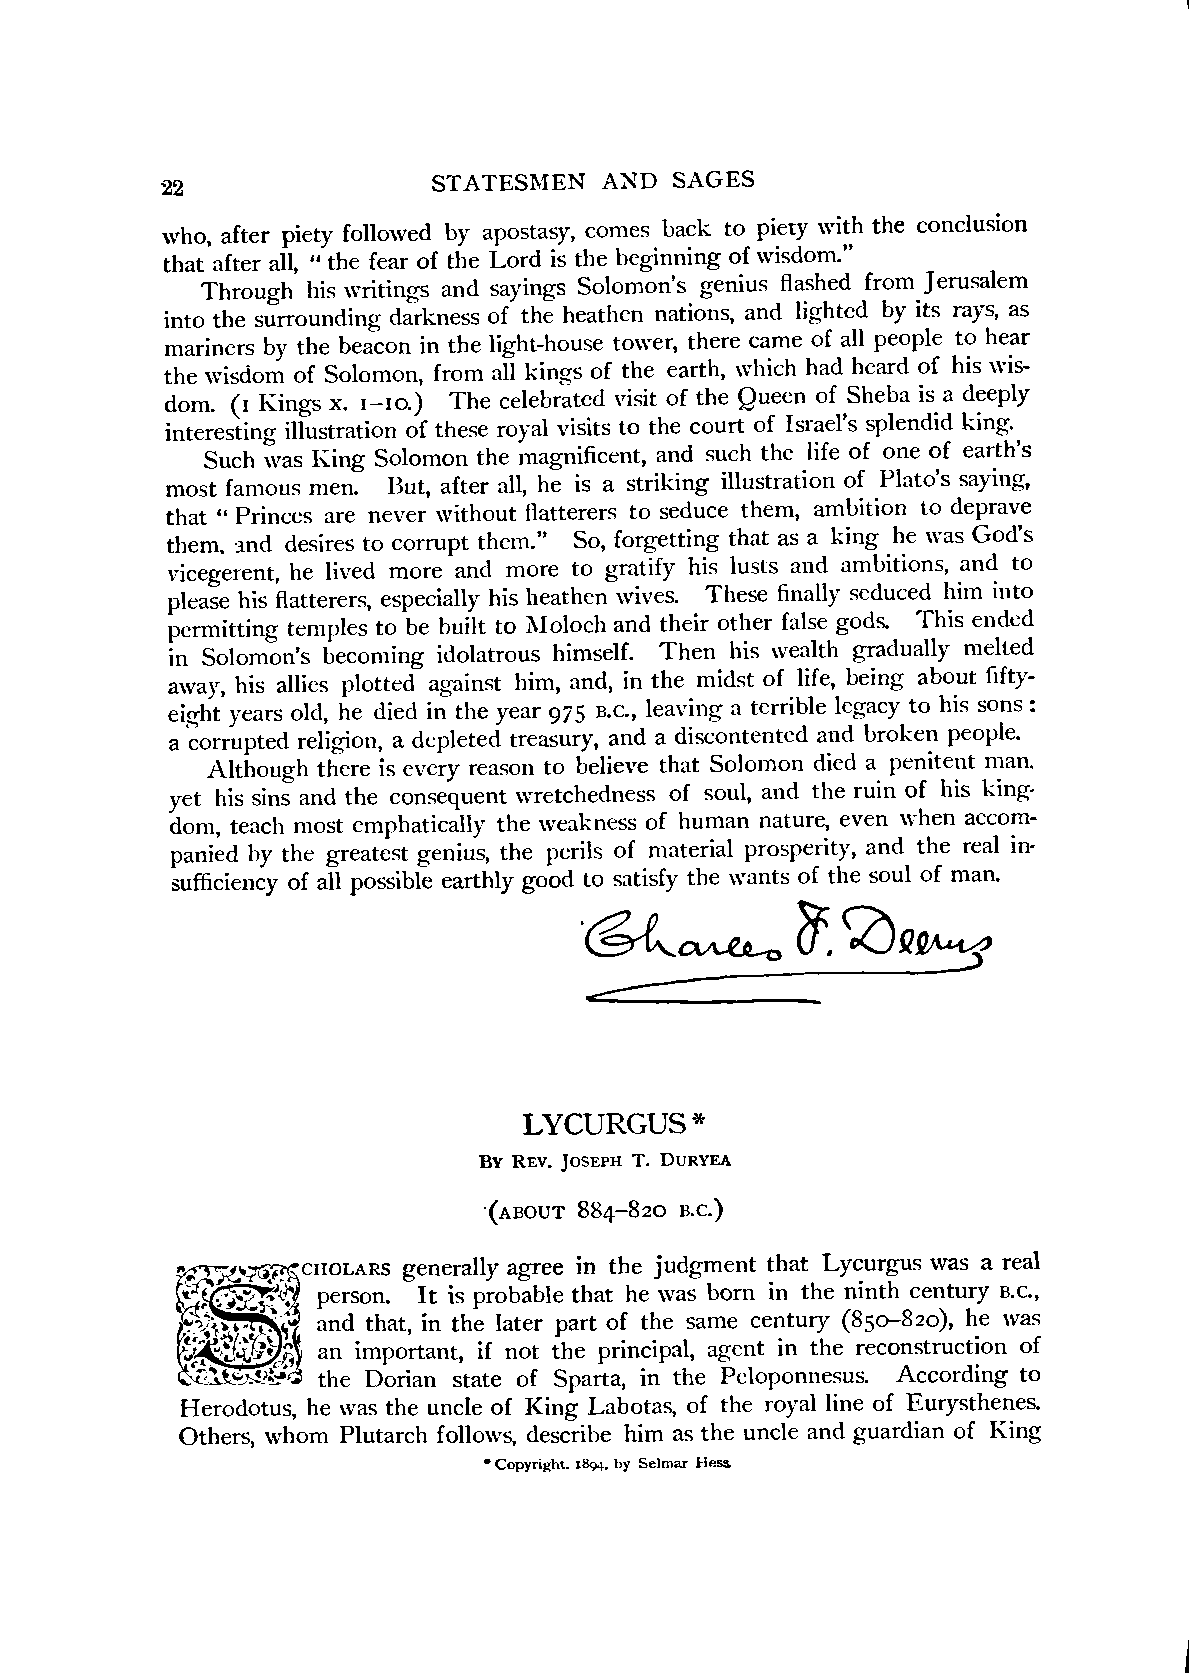 22 STATESMEN AND SAGES
who, after piety followed by apostasy, comes back to piety with the conclusion
that after all, “ the fear of the Lord is the beginning of wisdom.”
Through his writings and sayings Solomon’s genius flashed from Jerusalem
into the surrounding darkness of the heathen nations, and lighted by its rays, as
mariners by the beacon in the light-house tower, there came of all people to hear
the wisdom of Solomon, from all kings of the earth, which had heard of his wis-
dom. (1 Kings x. 1–10.) The celebrated visit of the Queen of Sheba is a deeply
interesting illustration of these royal visits to the court of Israel’s splendid king.
Such was King Solomon the magnificent, and such the life of one of earth’s
most famous men. But, after all, he is a striking illustration of Plato’s saying,
that “ Princes are never without flatterers to seduce them, ambition to deprave
them, and desires to corrupt them.” So, forgetting that as a king he was God’s
vicegerent, he lived more and more to gratify his lusts and ambitions, and to
please his flatterers, especially his heathen wives. These finally seduced him into
permitting temples to be built to Moloch and their other false gods. This ended
in Solomon’s becoming idolatrous himself. Then his wealth gradually melted
away, his allies plotted against him, and, in the midst of life, being about fifty-
eight years old, he died in the year 975 B.C., leaving a terrible legacy to his sons :
a corrupted religion, a depleted treasury, and a discontented and broken people.
Although there is every reason to believe that Solomon died a penitent man,
yet his sins and the consequent wretchedness of soul, and the ruin of his king-
dom, teach most emphatically the weakness of human nature, even when accom-
panied by the greatest genius, the perils of material prosperity, and the real in-
sufficiency of all possible earthly good to satisfy the wants of the soul of man.
Charles F. Deems
LYCURGUS *
BY REV. JOSEPH T. DURYEA
(ABOUT 884–820 B.C.)
SCHOLARS generally agree in the judgment that Lycurgus was a real
person. It is probable that he was born in the ninth century B.C.,
and that, in the later part of the same century (850–820), he was
an important, if not the principal, agent in the reconstruction of
the Dorian state of Sparta, in the Peloponnesus. According to
Herodotus, he was the uncle of King Labotas, of the royal line of Eurysthenes.
Others, whom Plutarch follows, describe him as the uncle and guardian of King
* Copyright, 1894, by Selmar Hess.